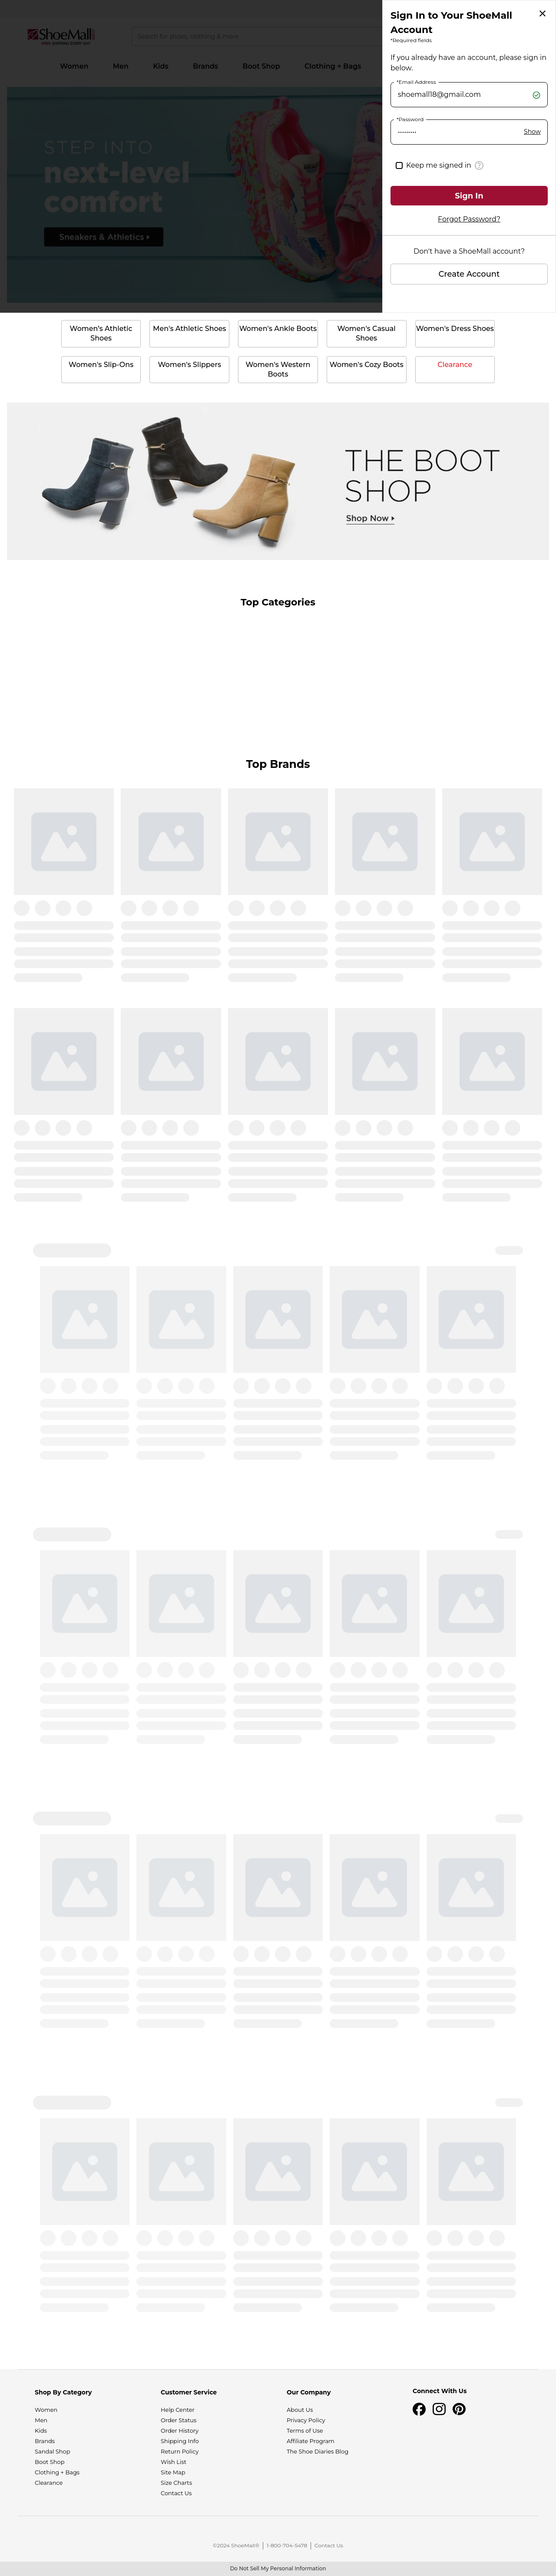 Sign In to Your ShoeMall
Account
*Required fields
If you already have an account, please sign in
below.
*Email Address
shoemall18@gmail.com
*Password
Show
Keep me signed in
?
Sign In
Forgot Password?
Don't have a ShoeMall account?
Create Account
ShoeMall
Search for shoes, clothing & more
Women
Men
Kids
Brands
Boot Shop
Clothing + Bags
STEP INTO
next-level
comfort
Sneakers & Athletics
Women's Athletic
Shoes
Men's Athletic Shoes
Women's Ankle Boots
Women's Casual
Shoes
Women's Dress Shoes
Women's Slip-Ons
Women's Slippers
Women's Western
Boots
Women's Cozy Boots
Clearance
THE BOOT
SHOP
Shop Now
Top Categories
Top Brands
Shop By Category
Women
Men
Kids
Brands
Sandal Shop
Boot Shop
Clothing + Bags
Clearance
Customer Service
Help Center
Order Status
Order History
Shipping Info
Return Policy
Wish List
Site Map
Size Charts
Contact Us
Our Company
About Us
Privacy Policy
Terms of Use
Affiliate Program
The Shoe Diaries Blog
Connect With Us
©2024 ShoeMall® | 1-800-704-5478 | Contact Us
Do Not Sell My Personal Information